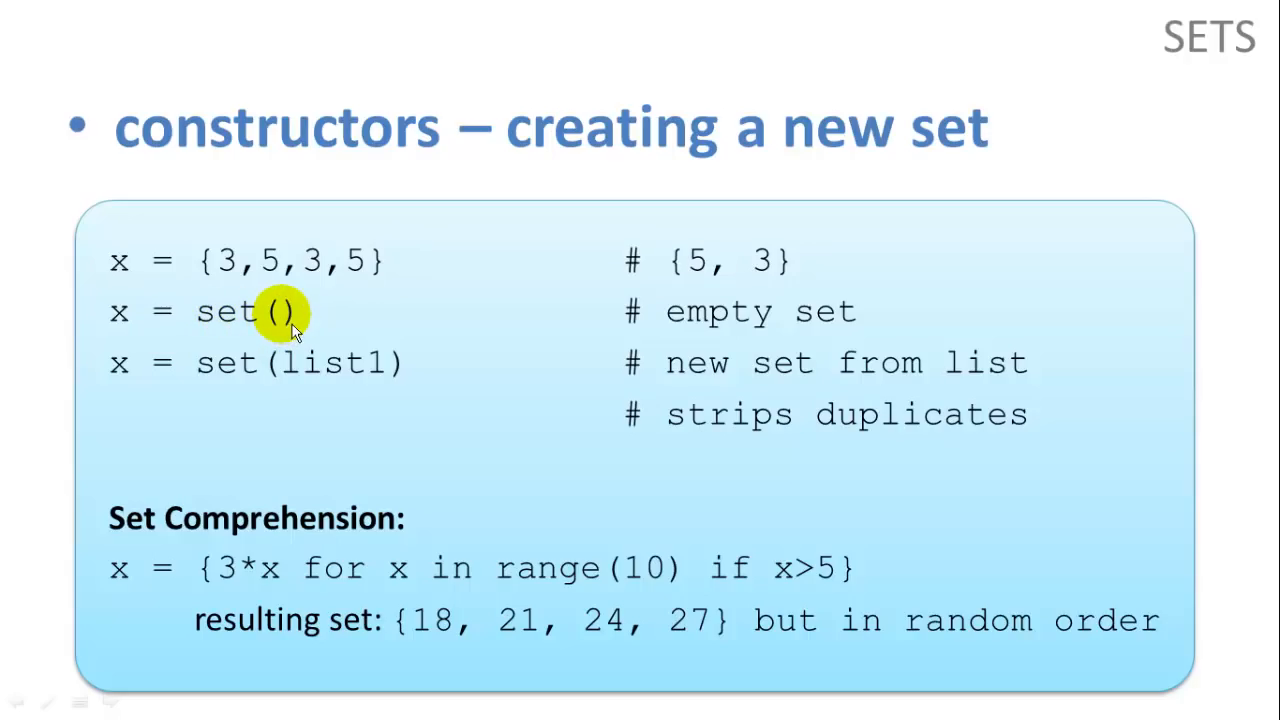 SETS
• constructors – creating a new set
x = {3,5,3,5} # {5, 3}
x = set() # empty set
x = set(list1) # new set from list
# strips duplicates
Set Comprehension:
x = {3*x for x in range(10) if x>5}
resulting set: {18, 21, 24, 27} but in random order